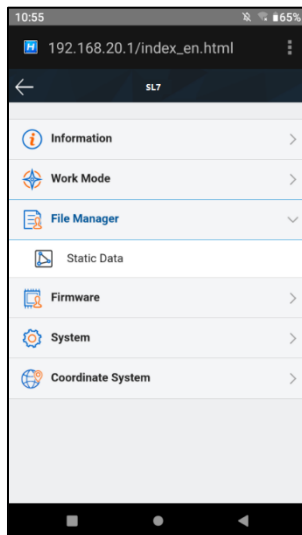 10:55
65%
192.168.20.1/index_en.html
SL7
Information
Work Mode
File Manager
Static Data
Firmware
System
Coordinate System